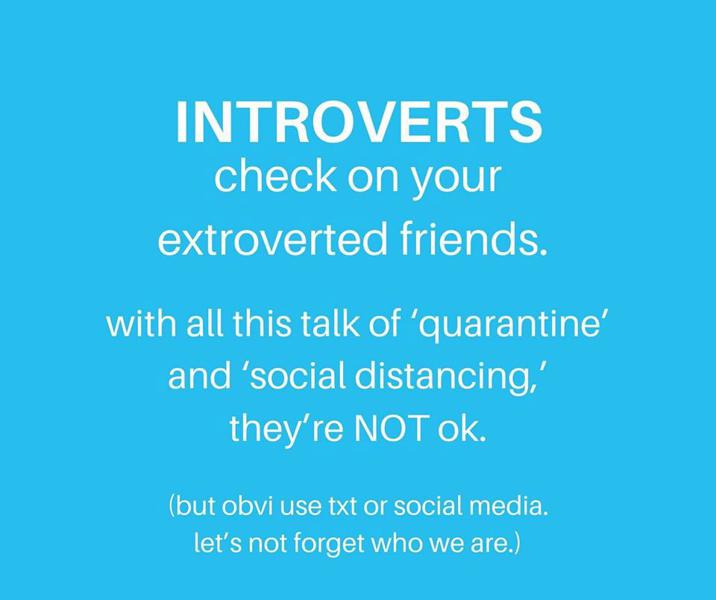 INTROVERTS
check on your
extroverted friends.
with all this talk of ‘quarantine’
and ‘social distancing,’
they’re NOT ok.
(but obvi use txt or social media.
let’s not forget who we are.)